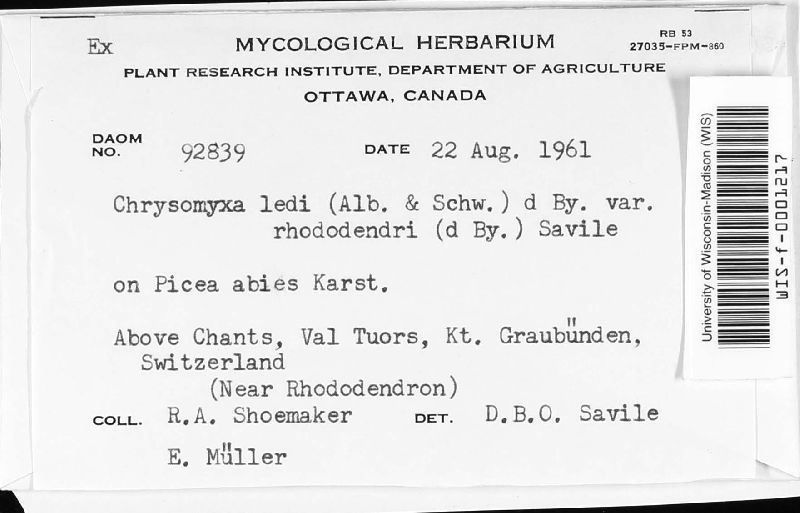 Ex
MYCOLOGICAL HERBARIUM
RB 53
27035-FPM-860
PLANT RESEARCH INSTITUTE, DEPARTMENT OF AGRICULTURE
OTTAWA, CANADA
DAOM NO. 92839 DATE 22 Aug. 1961
Chrysomyxa ledi (Alb. & Schw.) d By. var.
rhododendri (d By.) Savile
on Picea abies Karst.
Above Chants, Val Tuors, Kt. Graubünden,
Switzerland
(Near Rhododendron)
COLL. R.A. Shoemaker DET. D.B.O. Savile
E. Müller
University of Wisconsin-Madison (WIS)
WIS-f-0001217